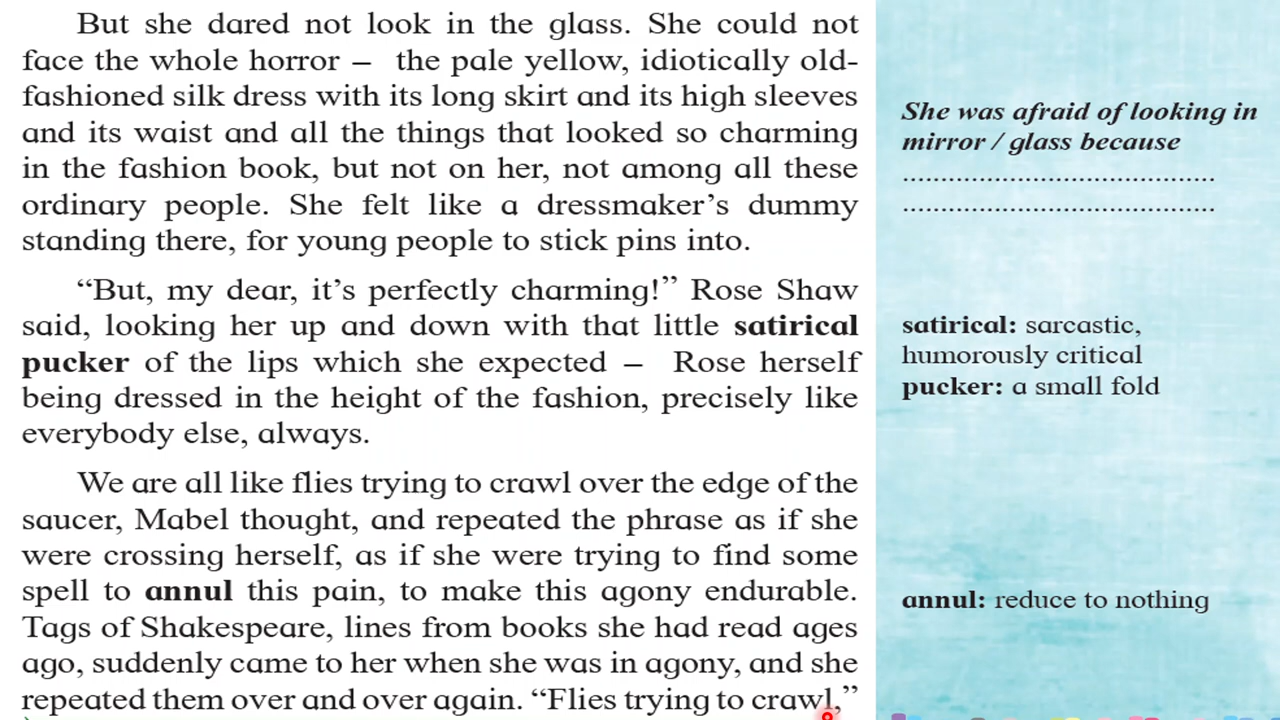 But she dared not look in the glass. She could not
face the whole horror – the pale yellow, idiotically old-
fashioned silk dress with its long skirt and its high sleeves
and its waist and all the things that looked so charming
in the fashion book, but not on her, not among all these
ordinary people. She felt like a dressmaker’s dummy
standing there, for young people to stick pins into.
“But, my dear, it’s perfectly charming!” Rose Shaw
said, looking her up and down with that little satirical
pucker of the lips which she expected – Rose herself
being dressed in the height of the fashion, precisely like
everybody else, always.
We are all like flies trying to crawl over the edge of the
saucer, Mabel thought, and repeated the phrase as if she
were crossing herself, as if she were trying to find some
spell to annul this pain, to make this agony endurable.
Tags of Shakespeare, lines from books she had read ages
ago, suddenly came to her when she was in agony, and she
repeated them over and over again. “Flies trying to crawl,”
She was afraid of looking in
mirror / glass because
.........................................
.........................................
satirical: sarcastic,
humorously critical
pucker: a small fold
annul: reduce to nothing